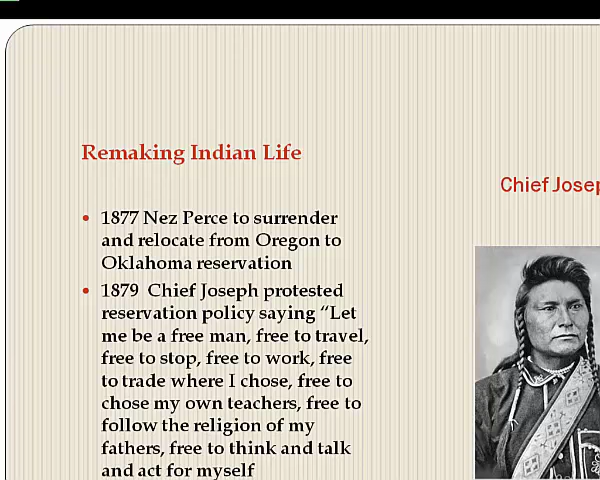 Remaking Indian Life
Chief Josep
1877 Nez Perce to surrender
and relocate from Oregon to
Oklahoma reservation
1879 Chief Joseph protested
reservation policy saying “Let
me be a free man, free to travel,
free to stop, free to work, free
to trade where I chose, free to
chose my own teachers, free to
follow the religion of my
fathers, free to think and talk
and act for myself